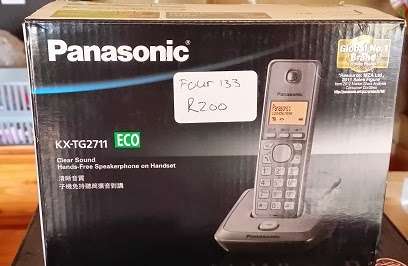 Panasonic
Global No.1
Brand
FOUR 133
R200
KX-TG2711 ECO
Clear Sound
Hands-Free Speakerphone on Handset
清晰音質
子機免持聽筒擴音對講
Panasonic